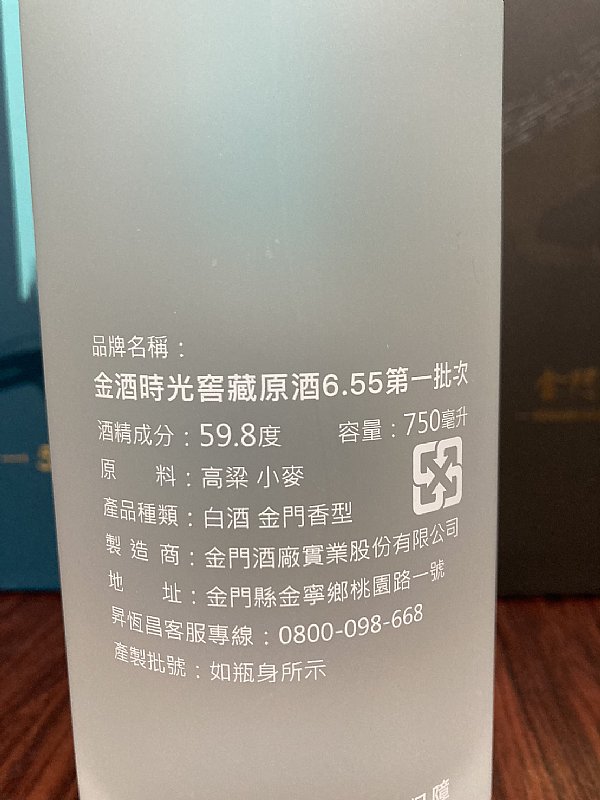 品牌名稱：
金酒時光窖藏原酒6.55第一批次
酒精成分：59.8度 容量：750毫升
原 料：高粱 小麥
產品種類：白酒 金門香型
製造商：金門酒廠實業股份有限公司
地 址：金門縣金寧鄉桃園路一號
昇恆昌客服專線：0800-098-668
產製批號：如瓶身所示
金門